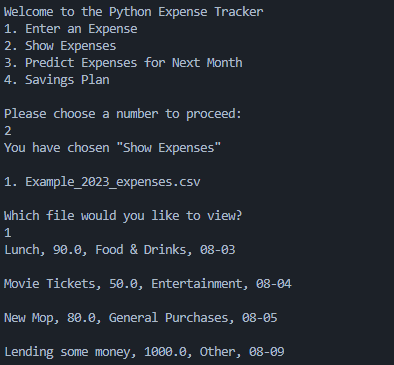 Welcome to the Python Expense Tracker
1. Enter an Expense
2. Show Expenses
3. Predict Expenses for Next Month
4. Savings Plan
Please choose a number to proceed:
2
You have chosen "Show Expenses"
1. Example_2023_expenses.csv
Which file would you like to view?
1
Lunch, 90.0, Food & Drinks, 08-03
Movie Tickets, 50.0, Entertainment, 08-04
New Mop, 80.0, General Purchases, 08-05
Lending some money, 1000.0, Other, 08-09